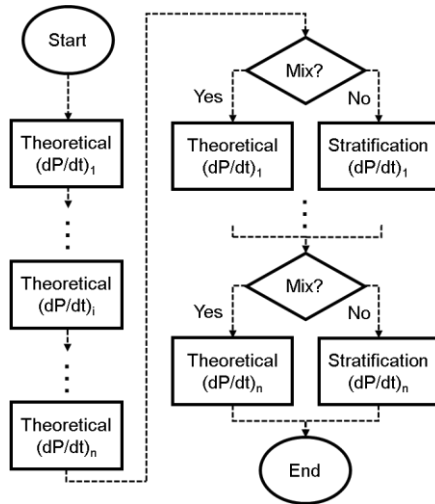 Start
Theoretical
(dP/dt)₁
Theoretical
(dP/dt)ᵢ
Theoretical
(dP/dt)ₙ
Mix?
Yes
No
Theoretical
(dP/dt)₁
Stratification
(dP/dt)₁
Mix?
Yes
No
Theoretical
(dP/dt)ₙ
Stratification
(dP/dt)ₙ
End